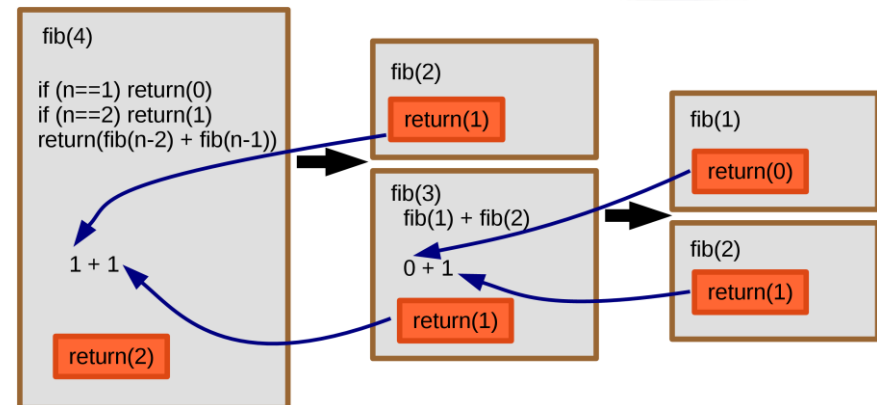 fib(4)
if (n==1) return(0)
if (n==2) return(1)
return(fib(n-2) + fib(n-1))
1 + 1
return(2)
fib(2)
return(1)
fib(3)
fib(1) + fib(2)
0 + 1
return(1)
fib(1)
return(0)
fib(2)
return(1)